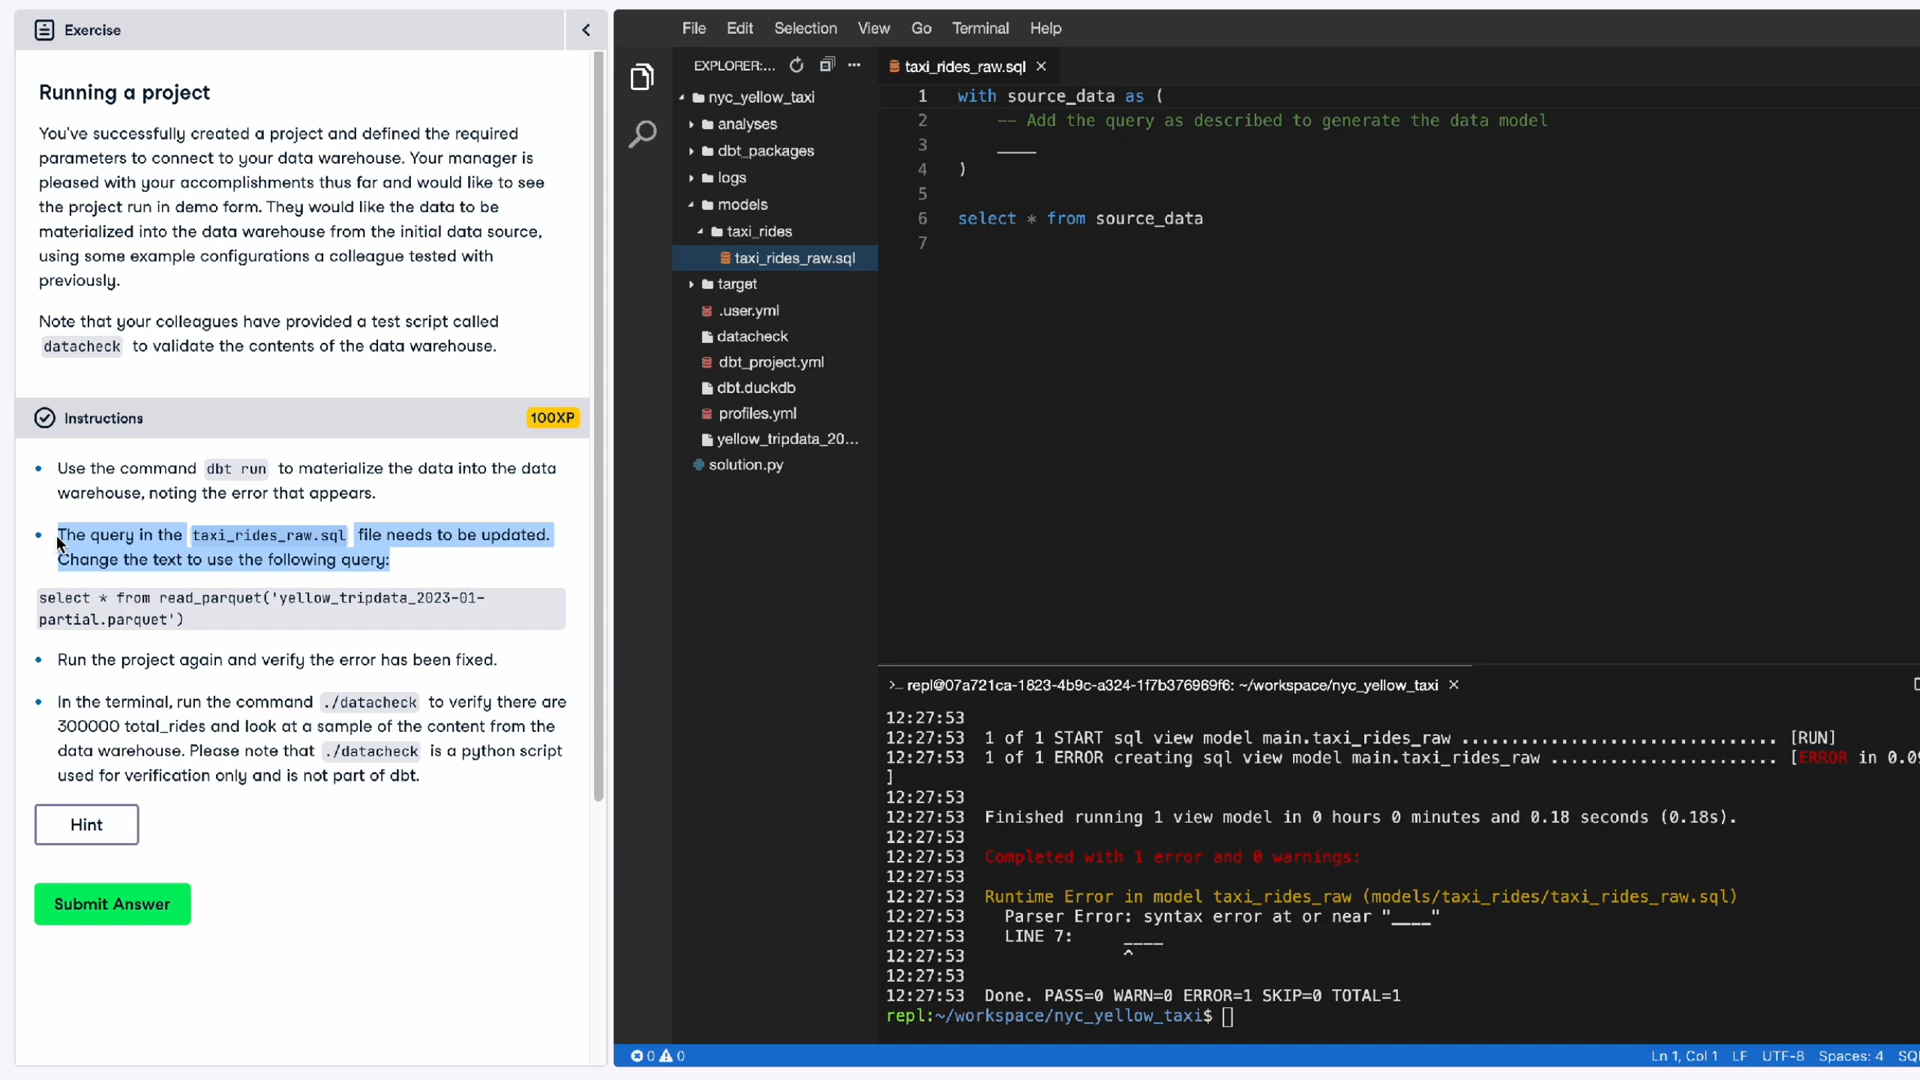 Exercise
Running a project
You've successfully created a project and defined the required
parameters to connect to your data warehouse. Your manager is
pleased with your accomplishments thus far and would like to see
the project run in demo form. They would like the data to be
materialized into the data warehouse from the initial data source,
using some example configurations a colleague tested with
previously.
Note that your colleagues have provided a test script called
datacheck to validate the contents of the data warehouse.
Instructions
100XP
Use the command dbt run to materialize the data into the data
warehouse, noting the error that appears.
The query in the taxi_rides_raw.sql file needs to be updated.
Change the text to use the following query:
select * from read_parquet('yellow_tripdata_2023-01-
partial.parquet')
Run the project again and verify the error has been fixed.
In the terminal, run the command ./datacheck to verify there are
300000 total_rides and look at a sample of the content from the
data warehouse. Please note that ./datacheck is a python script
used for verification only and is not part of dbt.
Hint
Submit Answer
File Edit Selection View Go Terminal Help
EXPLORER:...
nyc_yellow_taxi
analyses
dbt_packages
logs
models
taxi_rides
taxi_rides_raw.sql
target
.user.yml
datacheck
dbt_project.yml
dbt.duckdb
profiles.yml
yellow_tripdata_20...
solution.py
taxi_rides_raw.sql
1 with source_data as (
2 -- Add the query as described to generate the data model
3 ____
4 )
5
6 select * from source_data
7
repl@07a721ca-1823-4b9c-a324-1f7b376969f6: ~/workspace/nyc_yellow_taxi
12:27:53
12:27:53 1 of 1 START sql view model main.taxi_rides_raw ................................ [RUN]
12:27:53 1 of 1 ERROR creating sql view model main.taxi_rides_raw ....................... [ERROR in 0.09
]
12:27:53
12:27:53 Finished running 1 view model in 0 hours 0 minutes and 0.18 seconds (0.18s).
12:27:53
12:27:53 Completed with 1 error and 0 warnings:
12:27:53
12:27:53 Runtime Error in model taxi_rides_raw (models/taxi_rides/taxi_rides_raw.sql)
12:27:53 Parser Error: syntax error at or near "____"
12:27:53 LINE 7: ____
12:27:53 ^
12:27:53
12:27:53 Done. PASS=0 WARN=0 ERROR=1 SKIP=0 TOTAL=1
repl:~/workspace/nyc_yellow_taxi$
0 0
Ln 1, Col 1 LF UTF-8 Spaces: 4 SQ